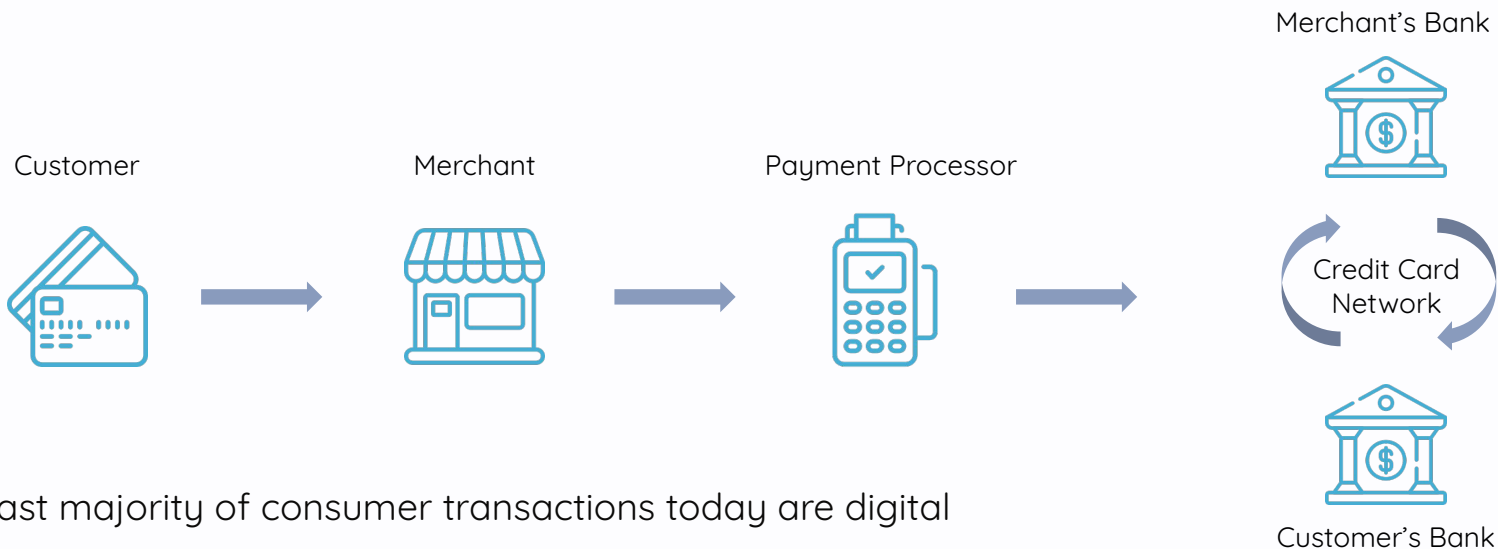 Merchant's Bank
Customer
Merchant
Payment Processor
Credit Card
Network
majority of consumer transactions today are digital
Customer's Bank